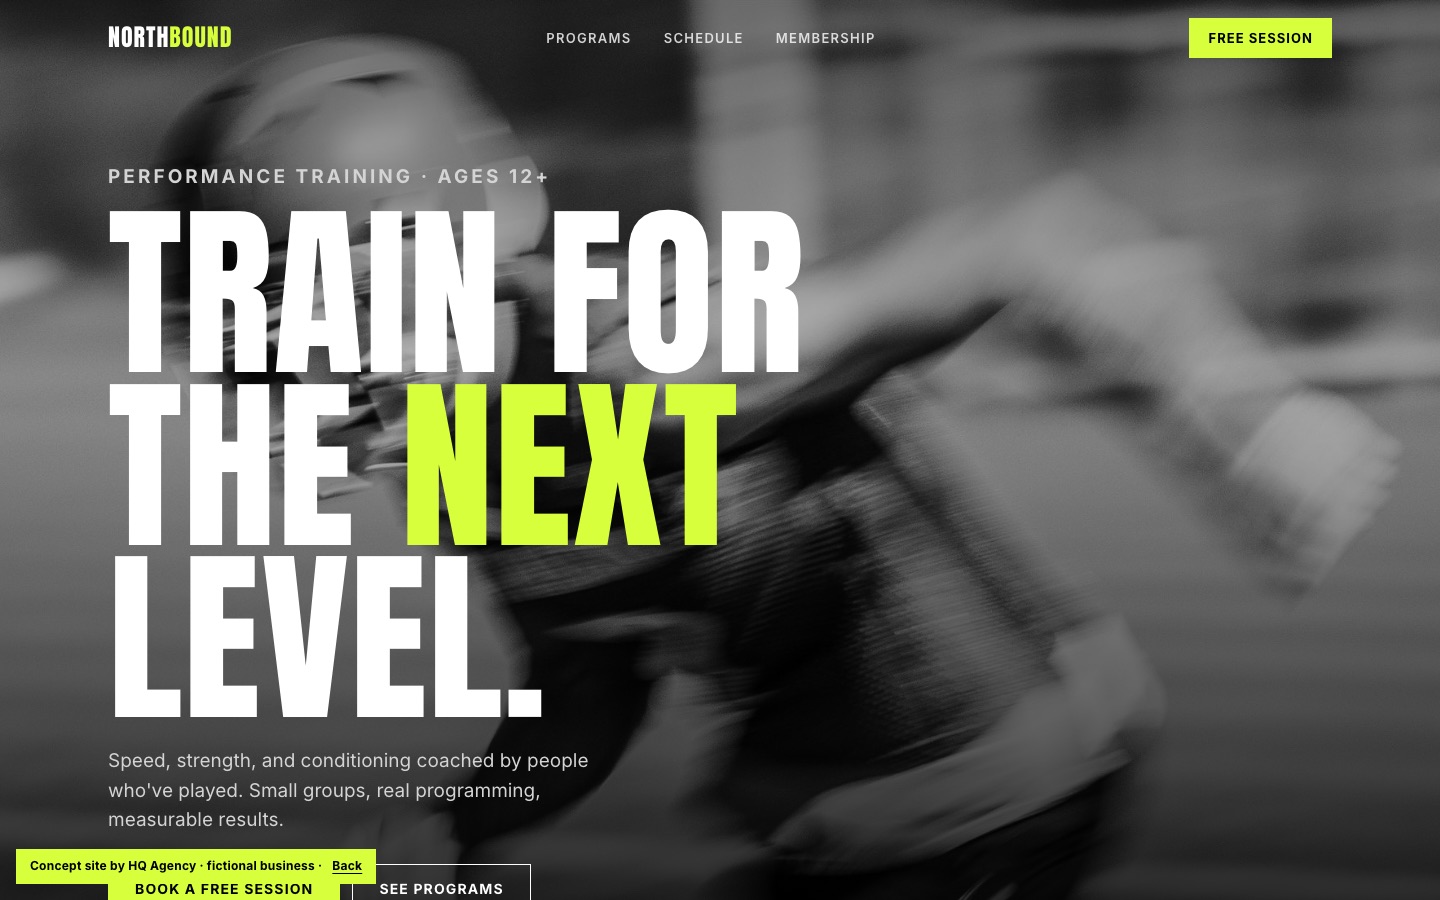 NORTHBOUND
PROGRAMS SCHEDULE MEMBERSHIP
FREE SESSION
PERFORMANCE TRAINING · AGES 12+
TRAIN FOR
THE NEXT
LEVEL.
Speed, strength, and conditioning coached by people
who've played. Small groups, real programming,
measurable results.
Concept site by HQ Agency · fictional business · Back
BOOK A FREE SESSION
SEE PROGRAMS